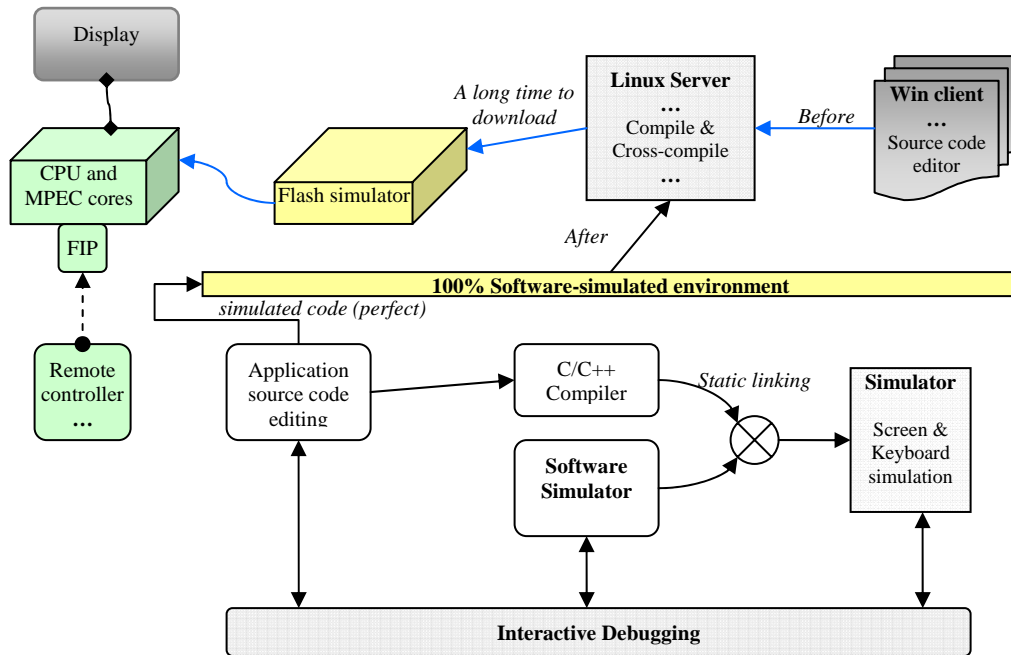 Display
A long time to
download
Linux Server
...
Compile &
Cross-compile
...
Before
Win client
...
Source code
editor
CPU and
MPEC cores
Flash simulator
FIP
After
100% Software-simulated environment
simulated code (perfect)
Remote
controller
...
Application
source code
editing
C/C++
Compiler
Static linking
Simulator
Screen &
Keyboard
simulation
Software
Simulator
Interactive Debugging